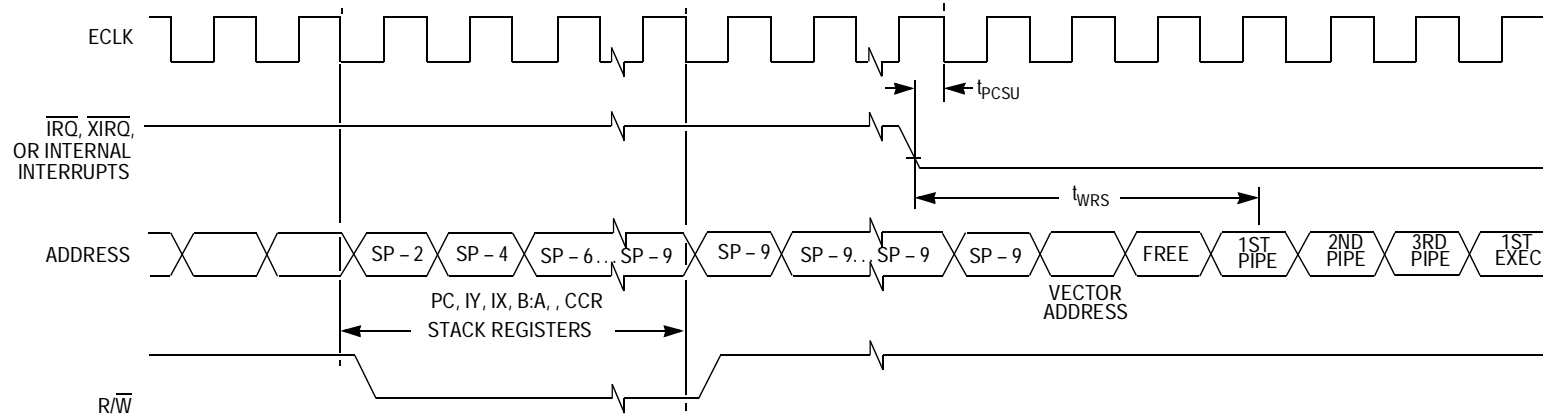 ECLK
tPCSU
IRQ, XIRQ,
OR INTERNAL
INTERRUPTS
tWRS
ADDRESS
SP – 2
SP – 4
SP – 6...SP – 9
SP – 9
SP – 9...SP – 9
SP – 9
FREE
1ST
PIPE
2ND
PIPE
3RD
PIPE
1ST
EXEC
VECTOR
ADDRESS
PC, IY, IX, B:A, , CCR
STACK REGISTERS
R/W